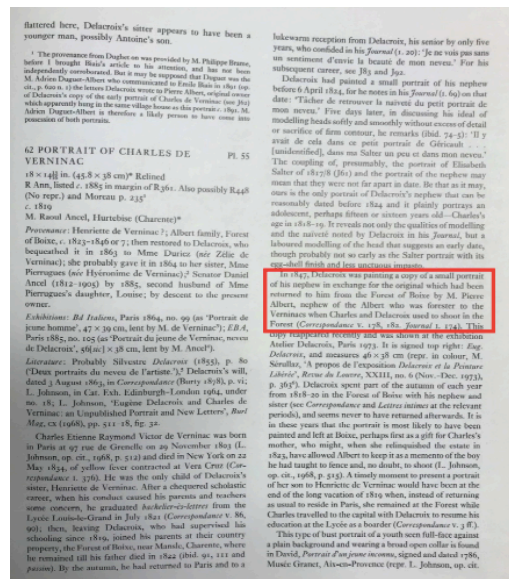 flattered here, Delacroix's sitter appears to have been a
younger man, possibly Antoine's son.
¹ The provenance from Duguet on was provided by M. Philippe Brame,
before I brought Blais's article to his attention, and has not been
independently corroborated. But it may be supposed that Duguet was the
M. Adrien Duguet-Albert who communicated to Emile Blais in 1891 (op.
cit., p. 620 n. 1) the letters Delacroix wrote to Pierre Albert, original owner
of Delacroix's copy of the early portrait of Charles de Verninac (see J62)
which apparently hung in the same village house as this portrait c. 1891. M.
Adrien Duguet-Albert is therefore a likely person to have come into
possession of both portraits.
62 PORTRAIT OF CHARLES DE
VERNINAC Pl. 55
18 × 14 15/16 in. (45.8 × 38 cm)* Relined
R Ann, listed c. 1885 in margin of R361. Also possibly R448
(No repr.) and Moreau p. 235
c. 1819
M. Raoul Ancel, Hurtebise (Charente)*
Provenance: Henriette de Verninac ?; Albert family, Forest
of Boixe, c. 1823–1846 or 7; then restored to Delacroix, who
bequeathed it in 1863 to Mme Duriez (née Zélie de
Verninac); she probably gave it in 1864 to her sister, Mme
Pierrugues (née Hyéronime de Verninac); Senator Daniel
Ancel (1812–1905) by 1885, second husband of Mme
Pierrugues's daughter, Louise; by descent to the present
owner.
Exhibitions: Bd Italiens, Paris 1864, no. 99 (as 'Portrait de
jeune homme', 47 × 39 cm, lent by M. de Verninac); EBA,
Paris 1885, no. 105 (as 'Portrait du jeune de Verninac, neveu
de Delacroix', × 38 cm, lent by M. Ancel).
Literature: Probably Silvestre Delacroix (1855), p. 80
('Deux portraits du neveu de l'artiste.'). Delacroix's will,
dated 3 August 1863, in Correspondance (Burty 1878), p. vi;
L. Johnson, in Cat. Exh. Edinburgh–London 1964, under
no. 18; L. Johnson, 'Eugène Delacroix and Charles de
Verninac: an Unpublished Portrait and New Letters', Burl
Mag, cx (1968), pp. 511–18, fig. 32.
Charles Etienne Raymond Victor de Verninac was born
in Paris at 97 rue de Grenelle on 29 November 1803 (L.
Johnson, op. cit., 1968, p. 512) and died in New York on 22
May 1834, of yellow fever contracted at Vera Cruz (Cor-
respondance 1. 376). He was the only child of Delacroix's
sister, Henriette de Verninac. After a chequered scholastic
career, when his conduct caused his parents and teachers
some concern, he graduated bachelier-ès-lettres from the
Lycée Louis-le-Grand in July 1821 (Correspondance v. 86,
90); then, leaving Delacroix, who had supervised his
schooling since 1819, joined his parents at their country
property, the Forest of Boixe, near Mansle, Charente, where
he remained till his father died in 1822 (ibid. 91, 111 and
passim). By the autumn, he had returned to Paris and to a
lukewarm reception from Delacroix, his senior by only five
years, who confided in his Journal (1. 20): 'Je ne vois pas sans
un sentiment d'envie la beauté de mon neveu.' For his
subsequent career, see J83 and J92.
Delacroix had painted a small portrait of his nephew
before 6 April 1824, for he notes in his Journal (1. 69) on that
date: 'Tâcher de retrouver la naïveté du petit portrait de
mon neveu.' Five days later, in discussing his ideal of
modelling heads softly and smoothly without excess of detail
or sacrifice of firm contour, he remarks (ibid. 74–5): 'Il y
avait de cela dans ce petit portrait de Géricault . . .
[unidentified], dans ma Salter un peu et dans mon neveu.'
The coupling of, presumably, the portrait of Elizabeth
Salter of 1817/8 (J61) and the portrait of the nephew may
mean that they were not far apart in date. Be that as it may,
ours is the only portrait of Delacroix's nephew that can be
reasonably dated before 1824 and it plainly portrays an
adolescent, perhaps fifteen or sixteen years old—Charles's
age in 1818–19. It reveals not only the qualities of modelling
and the naïveté noted by Delacroix in his Journal, but a
laboured modelling of the head that suggests an early date,
though probably not so early as the Salter portrait with its
egg-shell finish and less unctuous impasto.
In 1847, Delacroix was painting a copy of a small portrait
of his nephew in exchange for the original which had been
returned to him from the Forest of Boixe by M. Pierre
Albert, nephew of the Albert who was forester to the
Verninacs when Charles and Delacroix used to shoot in the
Forest (Correspondance v. 178, 182. Journal 1. 174). This
copy reappeared recently and was shown at the exhibition
Atelier Delacroix, Paris 1973. It is signed top right: Eug.
Delacroix, and measures 46 × 38 cm (repr. in colour, M.
Sérullaz, 'A propos de l'exposition Delacroix et la Peinture
Libérée', Revue du Louvre, XXIII, no. 6 (Nov.–Dec. 1973),
p. 363). Delacroix spent part of the autumn of each year
from 1818–20 in the Forest of Boixe with his nephew and
sister (see Correspondance and Lettres intimes at the relevant
periods), and seems never to have returned afterwards. It is
in these years that the portrait is most likely to have been
painted and left at Boixe, perhaps first as a gift for Charles's
mother, who might, when she relinquished the estate in
1823, have allowed Albert to keep it as a memento of the boy
he had taught to fence and, no doubt, to shoot (L. Johnson,
op. cit., 1968, p. 513). A timely moment to present a portrait
of her son to Henriette de Verninac would have been at the
end of the long vacation of 1819 when, instead of returning
as usual to reside in Paris, she remained at the Forest while
Charles travelled to the capital with Delacroix to resume his
education at the Lycée as a boarder (Correspondance v. 3 ff.).
This type of bust portrait of a youth seen full-face against
a plain background and wearing a broad open collar is found
in David, Portrait d'un jeune inconnu, signed and dated 1786,
Musée Granet, Aix-en-Provence (repr. L. Johnson, op. cit.